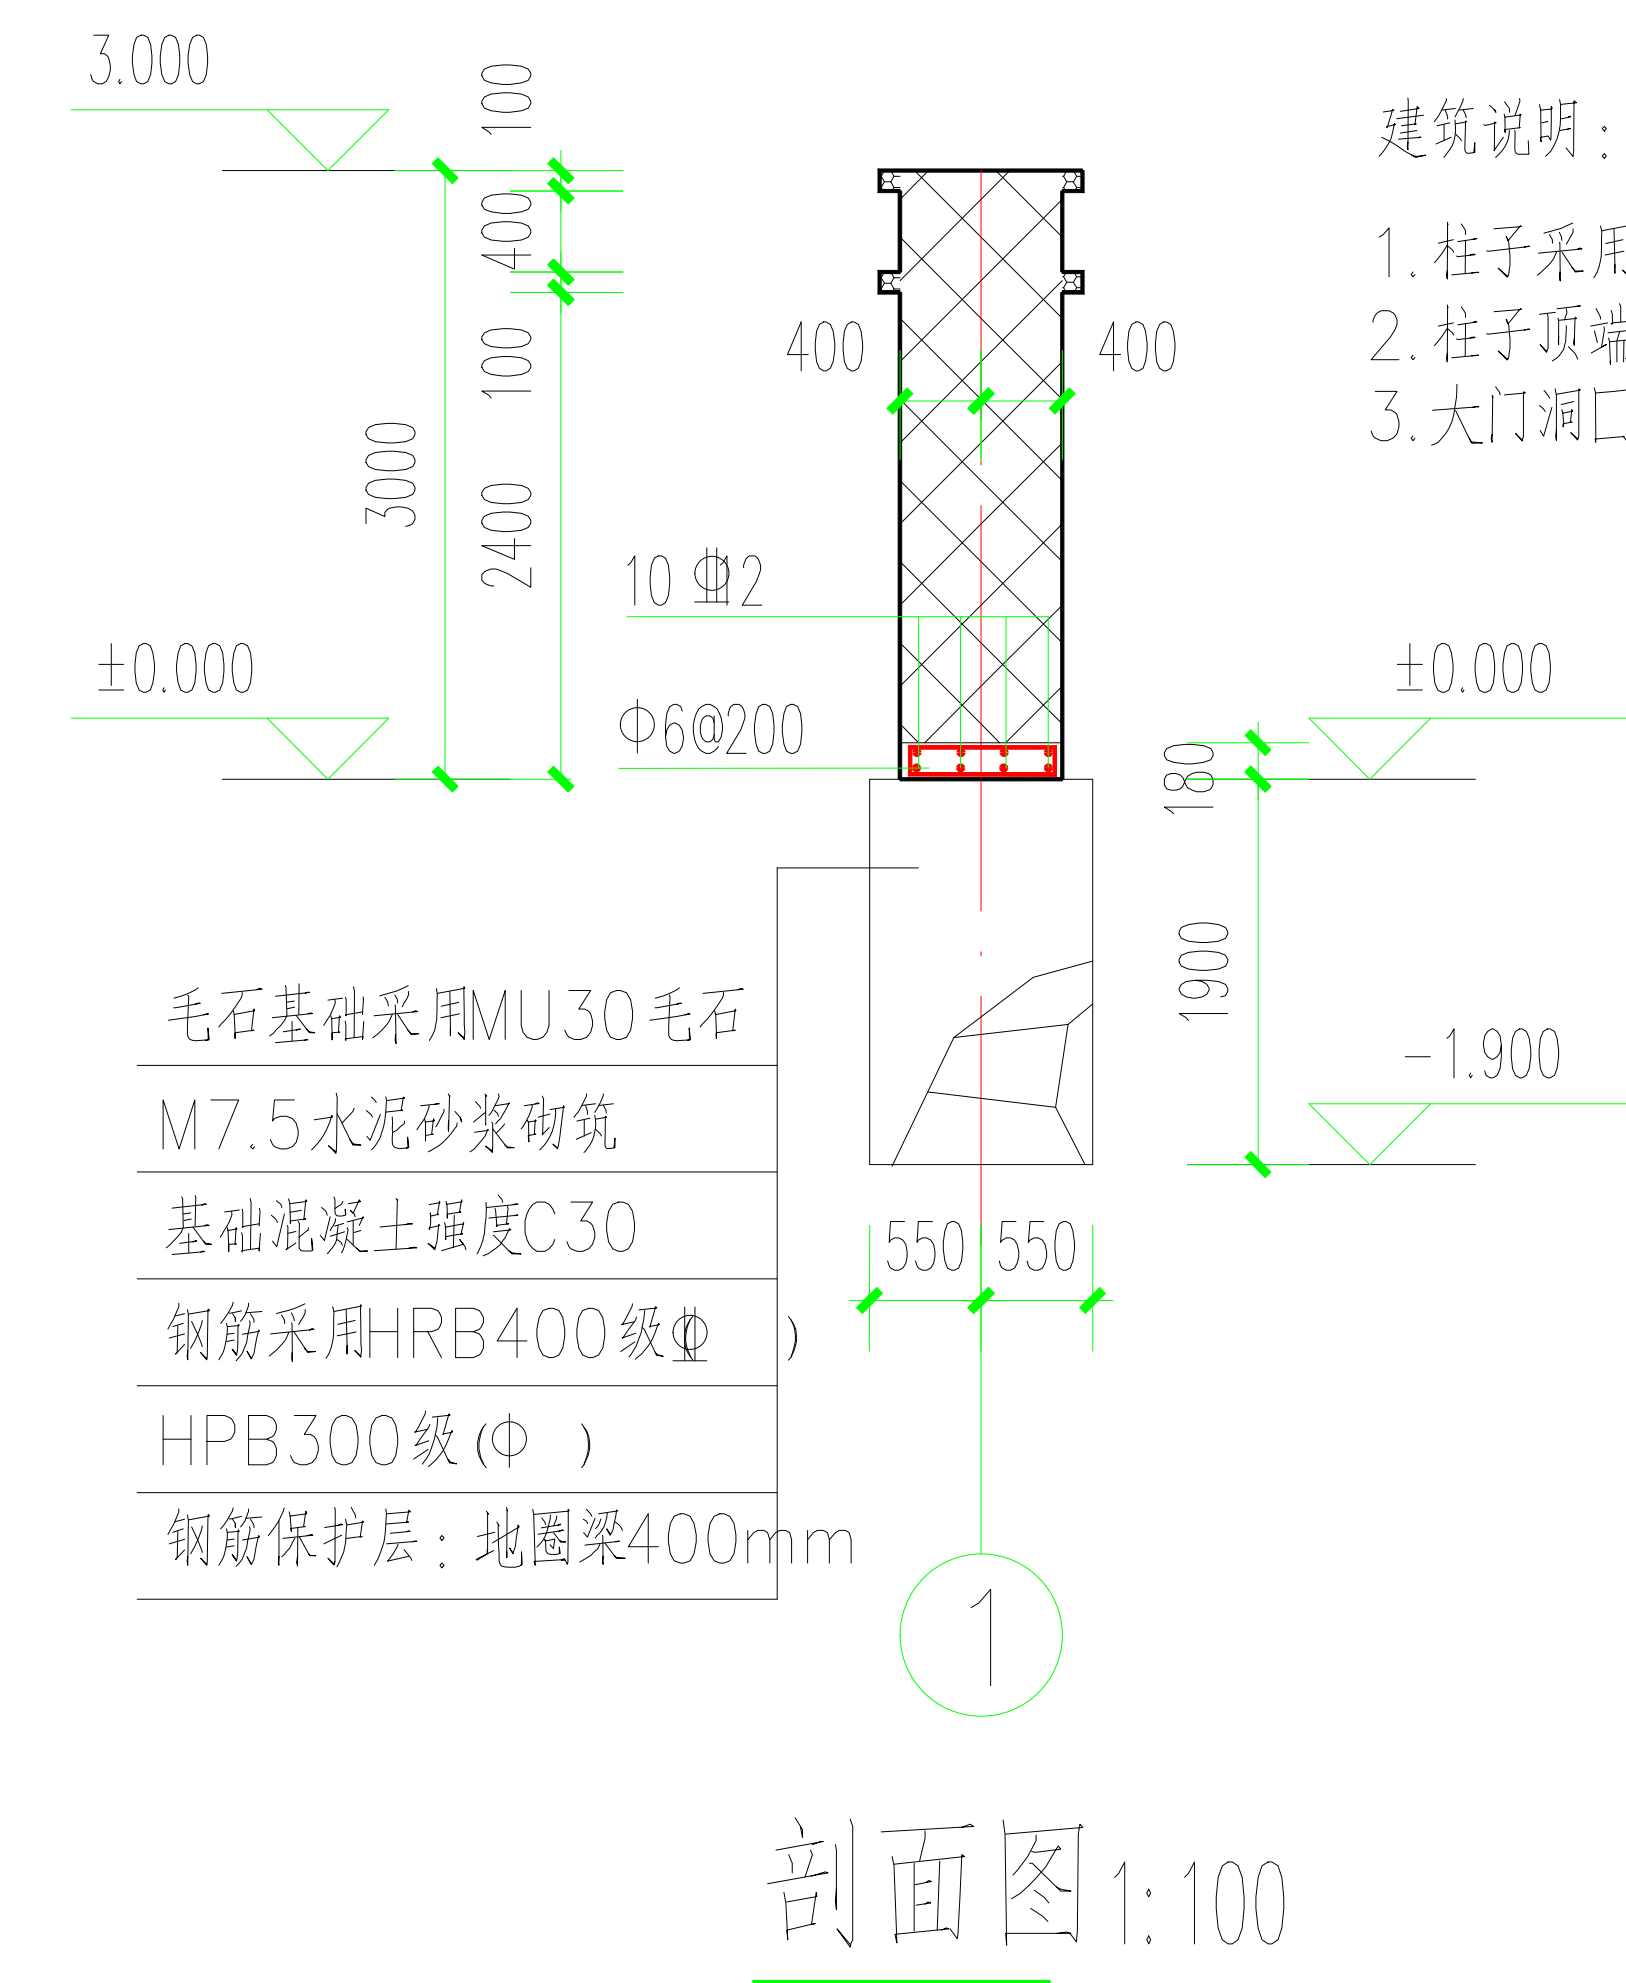 3.000
100
400
100
3000
2400
±0.000
400
400
10 Φ12
Φ6@200
建筑说明：
1.柱子采用
2.柱子顶端
3.大门洞口
±0.000
180
1900
-1.900
毛石基础采用MU30毛石
M7.5水泥砂浆砌筑
基础混凝土强度C30
钢筋采用HRB400级(Φ )
HPB300级(Φ )
钢筋保护层：地圈梁400mm
550 550
1
剖面图 1:100